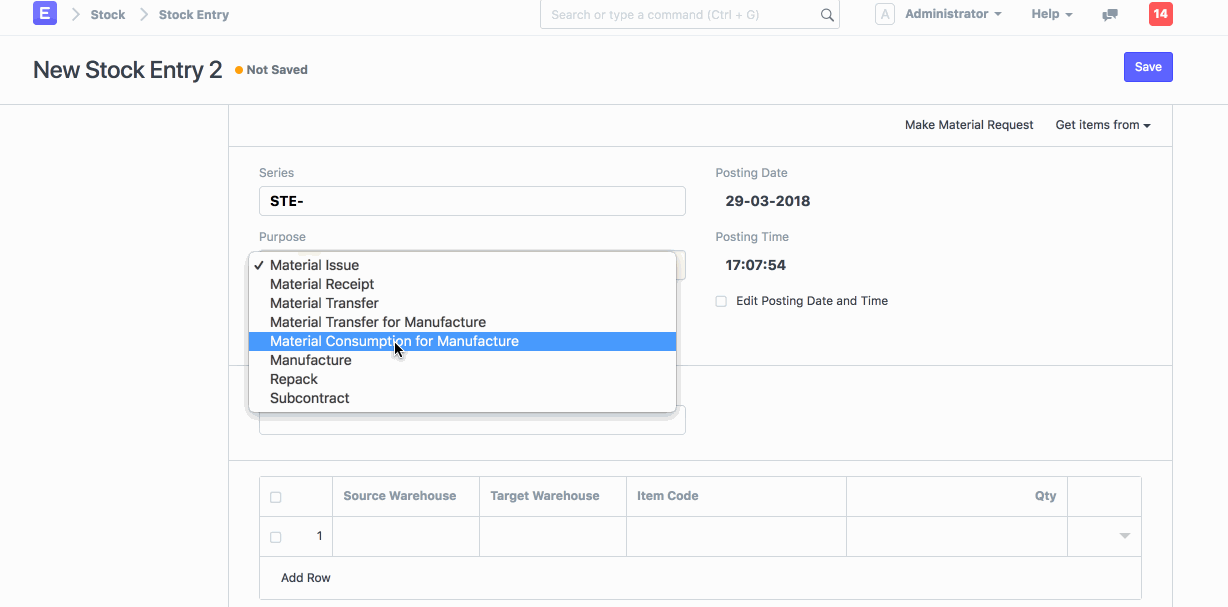 E Stock Stock Entry Search or type a command (Ctrl + G) A Administrator Help 14
New Stock Entry 2 Not Saved Save
Make Material Request Get items from
Series
STE-
Posting Date
29-03-2018
Purpose
Material Issue
Material Receipt
Material Transfer
Material Transfer for Manufacture
Material Consumption for Manufacture
Manufacture
Repack
Subcontract
Posting Time
17:07:54
Edit Posting Date and Time
Source Warehouse Target Warehouse Item Code Qty
1
Add Row